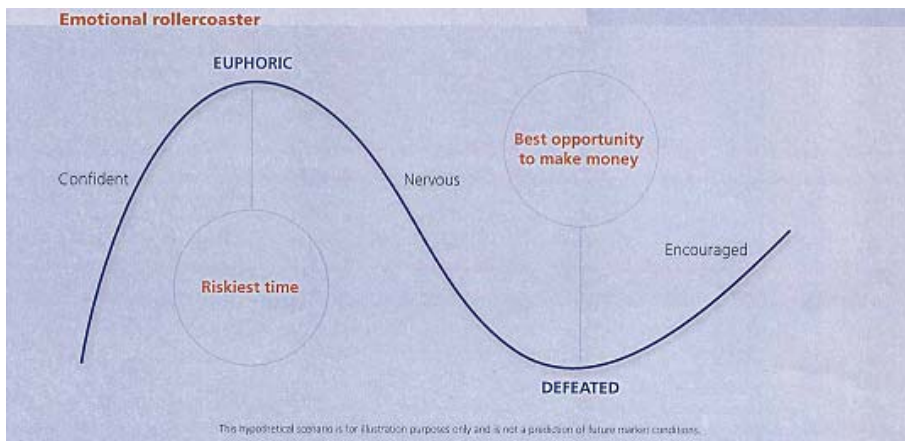 Emotional rollercoaster
EUPHORIC
Best opportunity
to make money
Confident
Nervous
Encouraged
Riskiest time
DEFEATED
This hypothetical scenario is for illustration purposes only and is not a prediction of future market conditions.